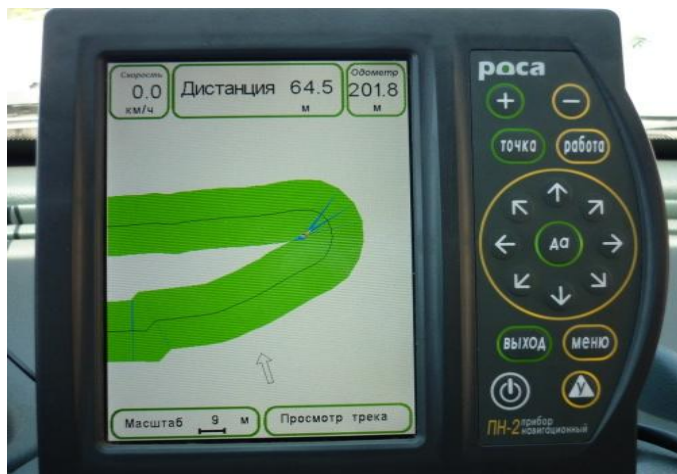 Скорость
0.0
км/ч
Дистанция 64.5
м
Одометр
201.8
м
Масштаб 9 м
Просмотр трека
роса
+ −
точка работа
да
выход меню
ПН-2 прибор
навигационный